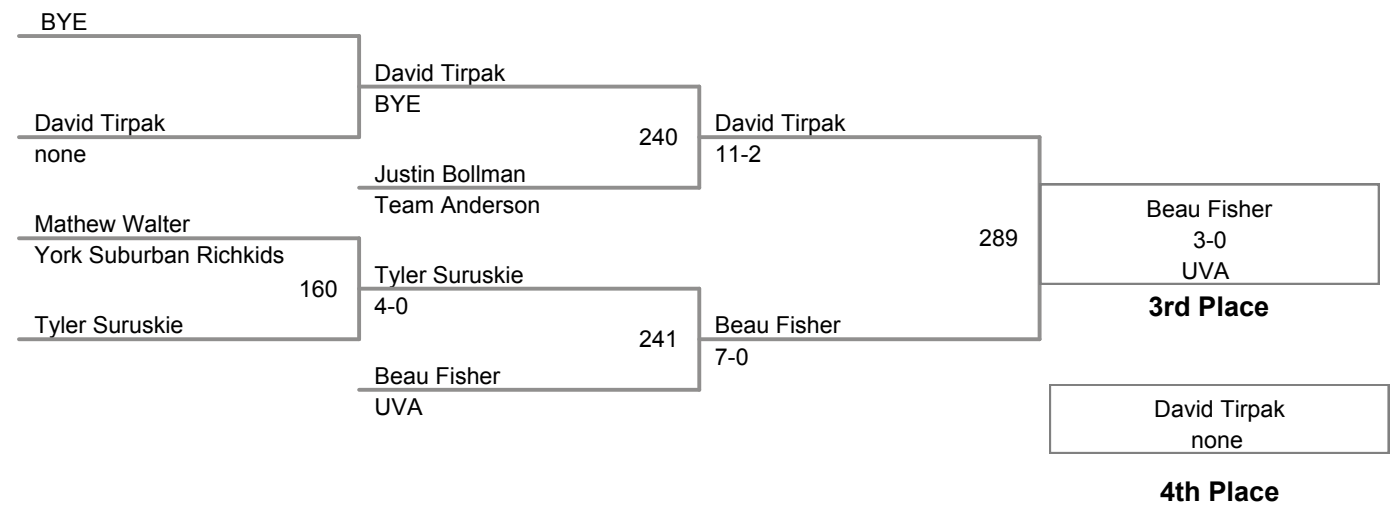 BYE
David Tirpak
none
Mathew Walter
York Suburban Richkids
160
Tyler Suruskie
David Tirpak
BYE
240
Justin Bollman
Team Anderson
Tyler Suruskie
4-0
241
Beau Fisher
UVA
David Tirpak
11-2
289
Beau Fisher
7-0
Beau Fisher
3-0
UVA
3rd Place
David Tirpak
none
4th Place